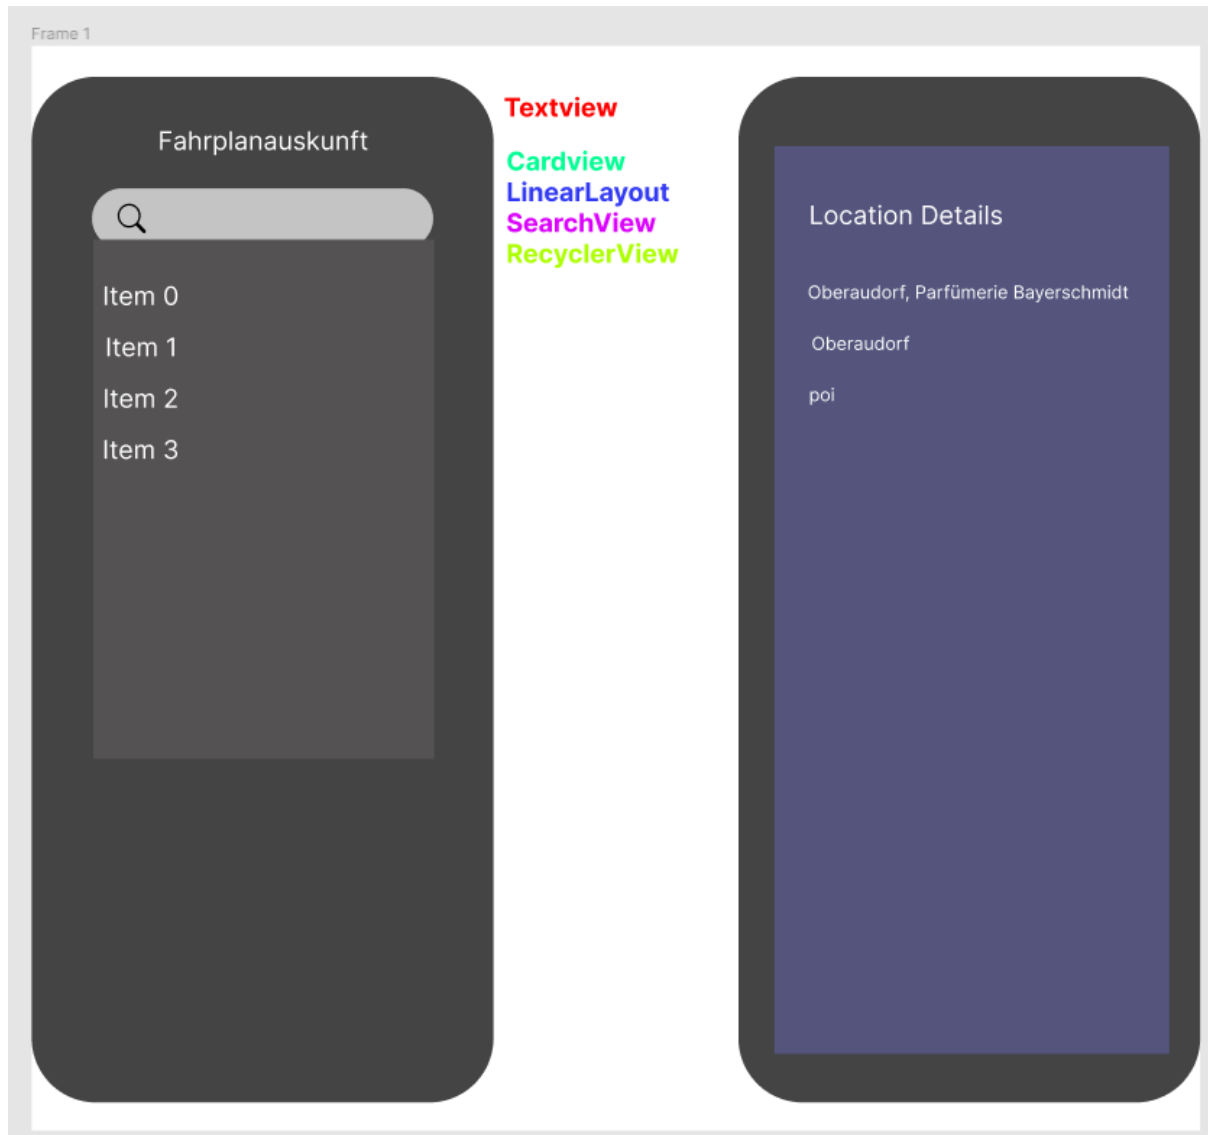 Frame 1
Fahrplanauskunft
Item 0
Item 1
Item 2
Item 3
Textview
Cardview
LinearLayout
SearchView
RecyclerView
Location Details
Oberaudorf, Parfümerie Bayerschmidt
Oberaudorf
poi